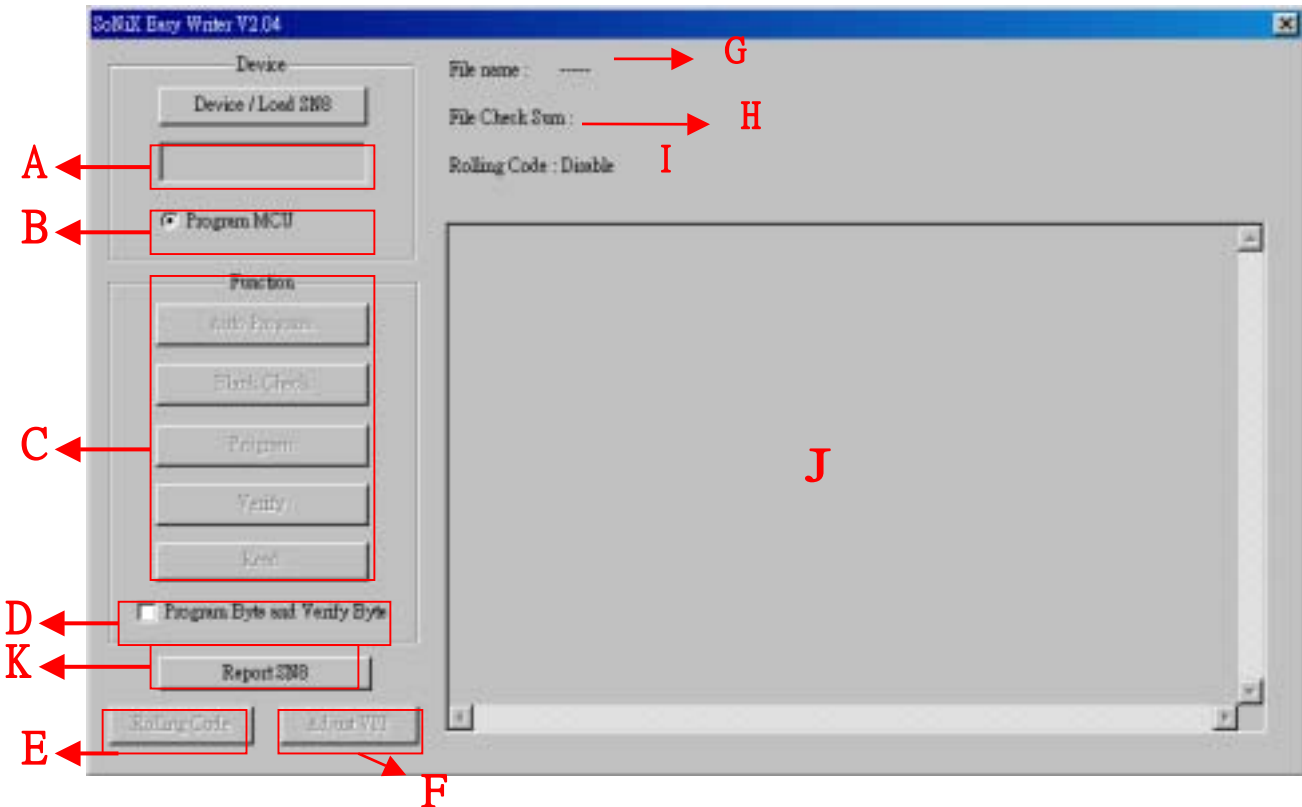 SoNiX Easy Writer V2.04
Device
Device / Load SN8
A
B
Program MCU
Function
Auto Program
Blank Check
C
Program
Verify
Read
D
Program Byte and Verify Byte
K
Report SN8
Rolling Code
Adjust VPP
E
F
File name : -----
G
File Check Sum :
H
Rolling Code : Disable
I
J